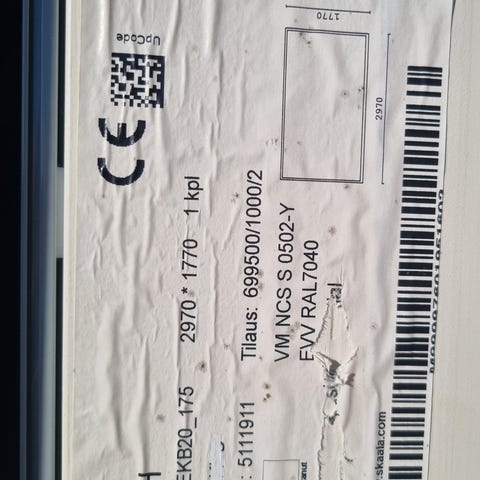 UpCode
CE
EKB20_175 2970 * 1770 1 kpl
: 5111911 Tilaus: 699500/1000/2
VM NCS S 0502-Y
EVV RAL7040
1770
2970
skaala.com